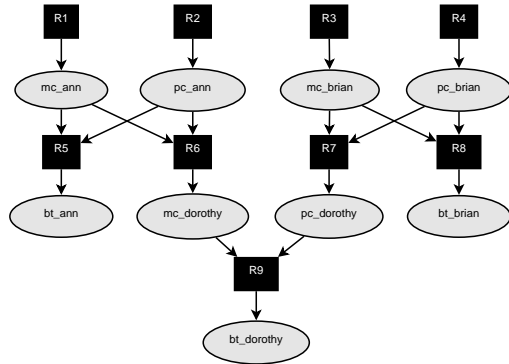 R1 R2 R3 R4
mc_ann pc_ann mc_brian pc_brian
R5 R6 R7 R8
bt_ann mc_dorothy pc_dorothy bt_brian
R9
bt_dorothy